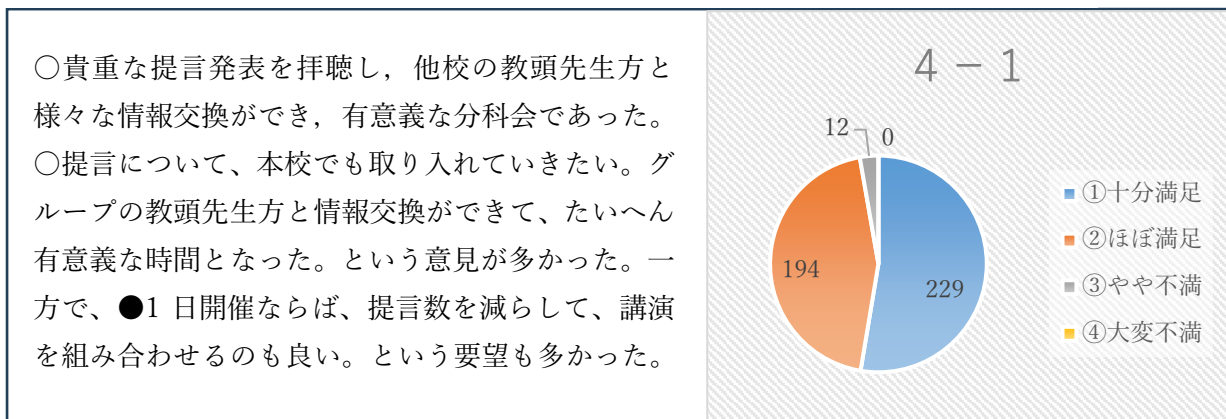 ○貴重な提言発表を拝聴し，他校の教頭先生方と
様々な情報交換ができ，有意義な分科会であった。
○提言について、本校でも取り入れていきたい。グ
ループの教頭先生方と情報交換ができて、たいへん
有意義な時間となった。という意見が多かった。一
方で、●1 日開催ならば、提言数を減らして、講演
を組み合わせるのも良い。という要望も多かった。
４－１
12
0
194
229
①十分満足
②ほぼ満足
③やや不満
④大変不満